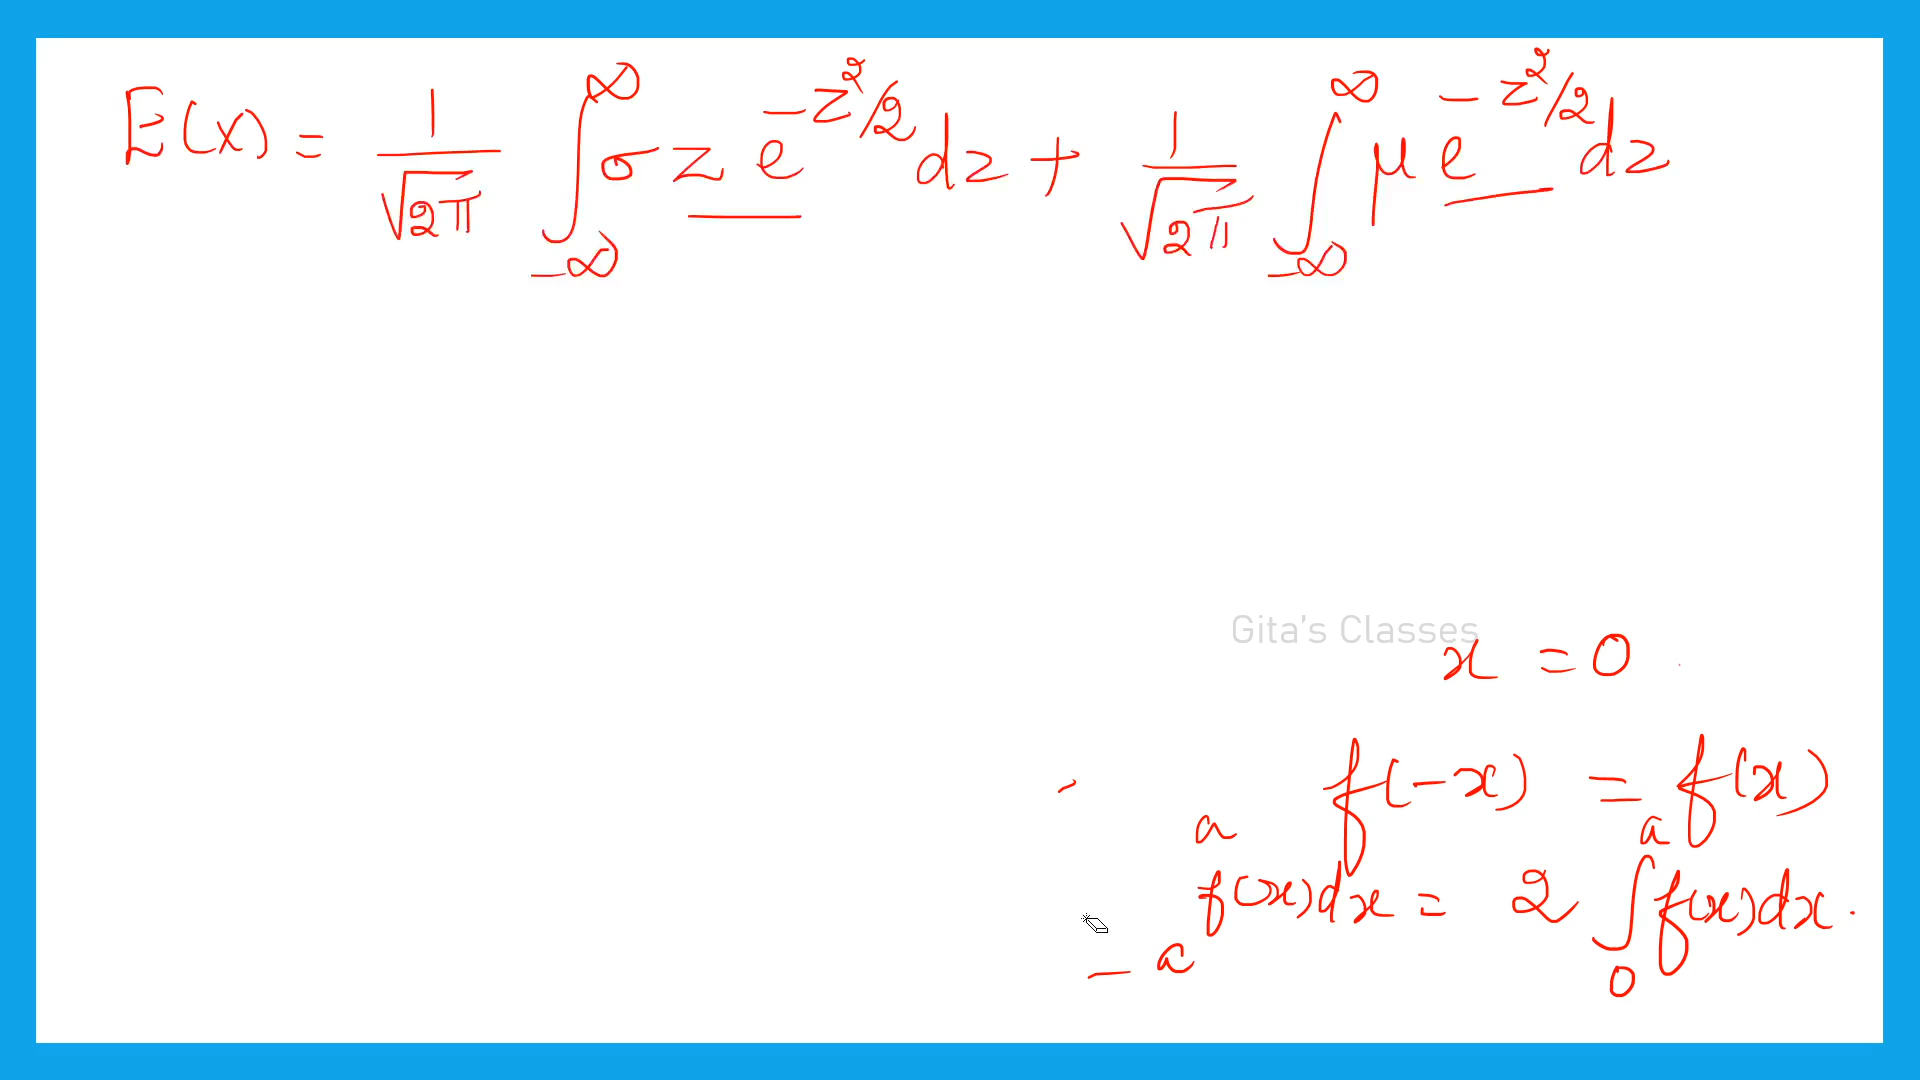 E(x) = 1/√2π ∫_{-∞}^{∞} σ z e^{-z²/2} dz + 1/√2π ∫_{-∞}^{∞} μ e^{-z²/2} dz
Gita's Classes
x = 0
f(-x) = f(x)
a f(x)dx = 2 ∫_{0}^{a} f(x)dx.
- a